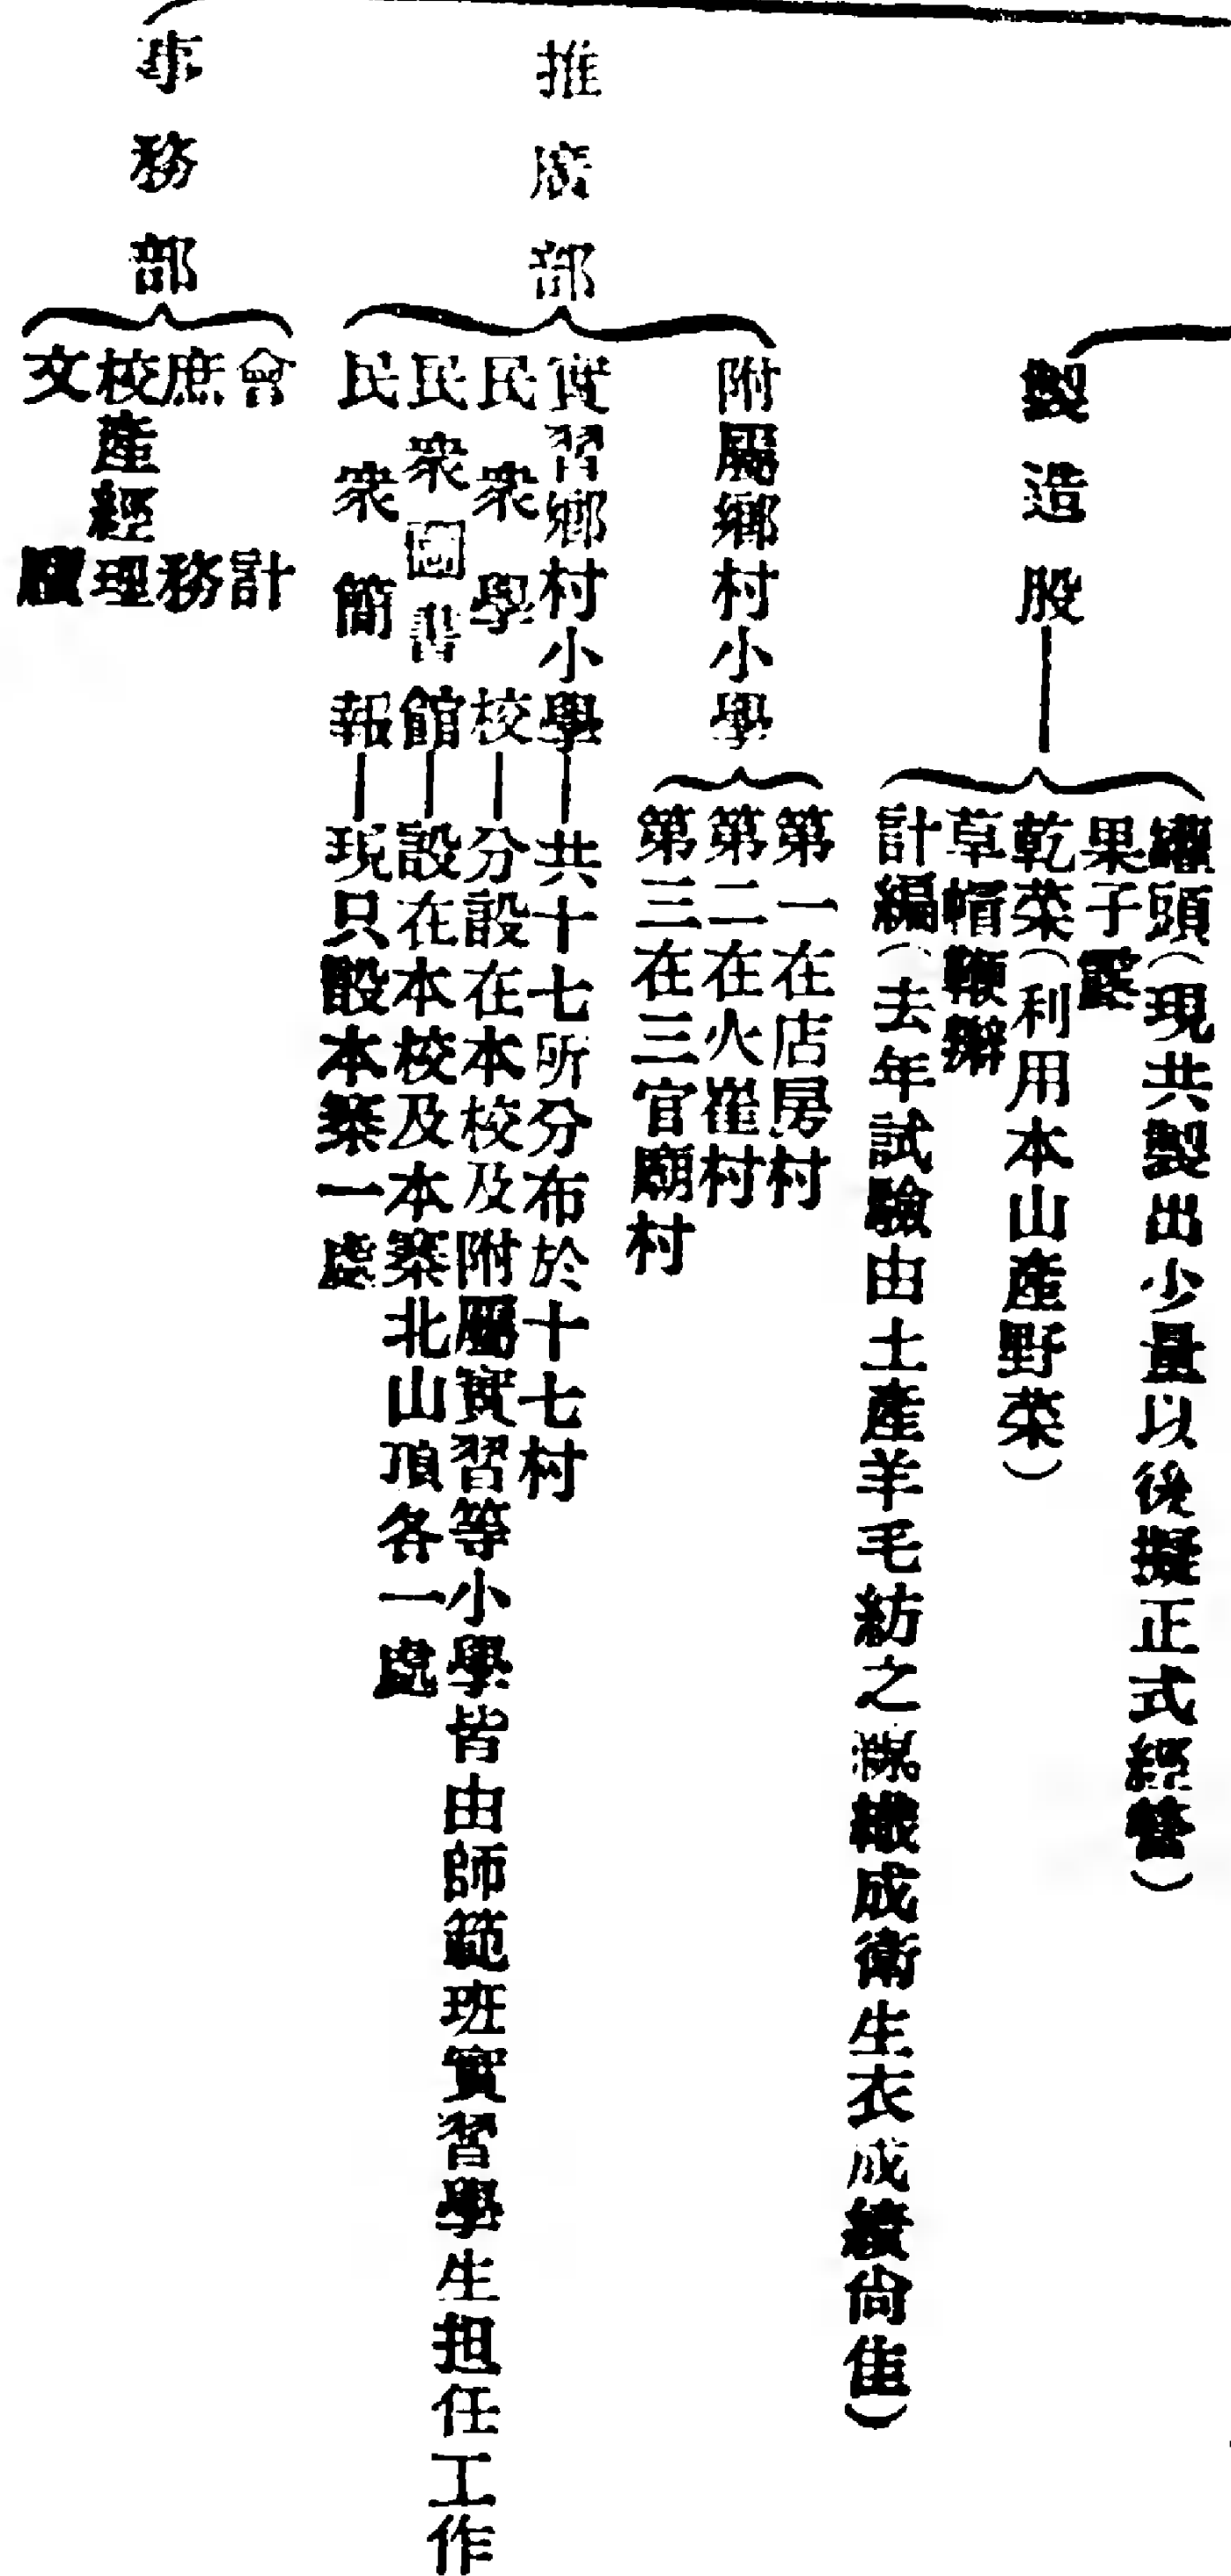 製造股
罐頭（現共製出少量以後擬正式經營）
果子露
乾菜（利用本山產野菜）
草帽鞭辮
計編（去年試驗由土產羊毛紡之線織成衛生衣成績尙佳）
推廣部
附屬鄉村小學
第一在店房村
第二在火崔村
第三在三官廟村
實習鄉村小學—共十七所分布於十七村
民衆學校—分設在本校及附屬實習等小學皆由師範班實習學生担任工作
民衆圖書館—設在本校及本寨北山頂各一處
民衆簡報—現只設本寨一處
事務部
會計
庶務
校產經理
文牘